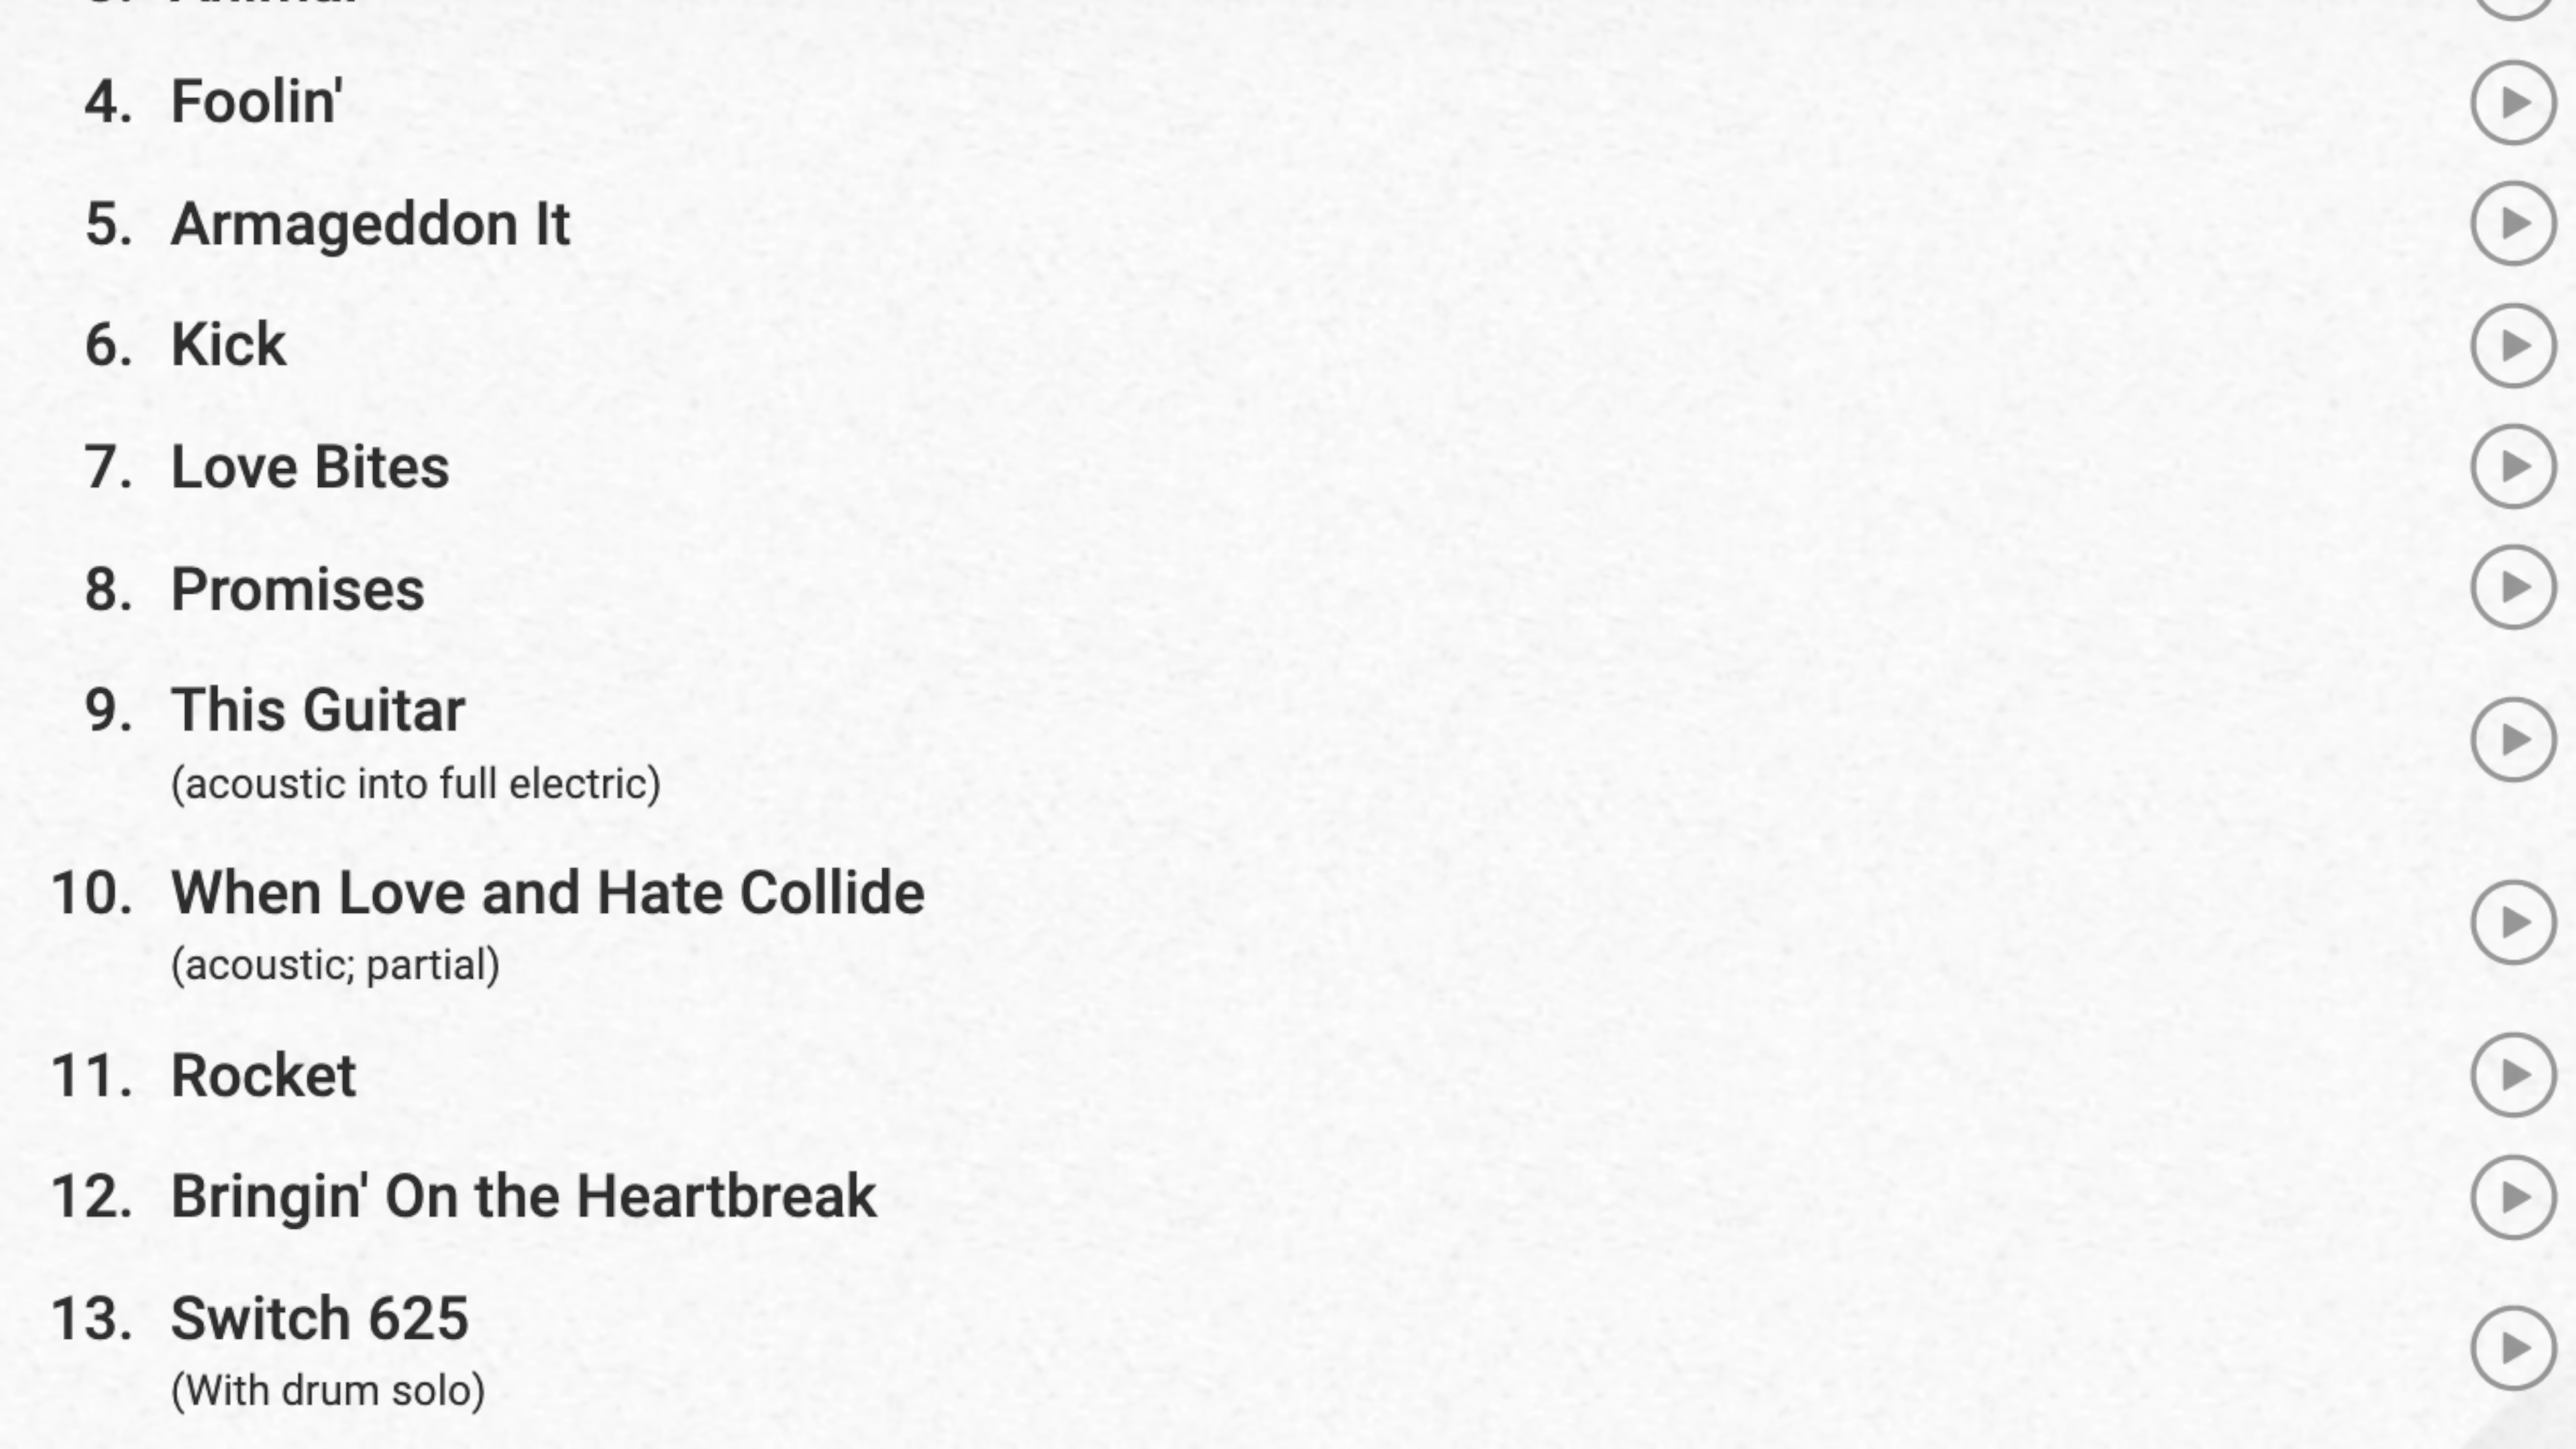 4. Foolin'
5. Armageddon It
6. Kick
7. Love Bites
8. Promises
9. This Guitar
(acoustic into full electric)
10. When Love and Hate Collide
(acoustic; partial)
11. Rocket
12. Bringin' On the Heartbreak
13. Switch 625
(With drum solo)